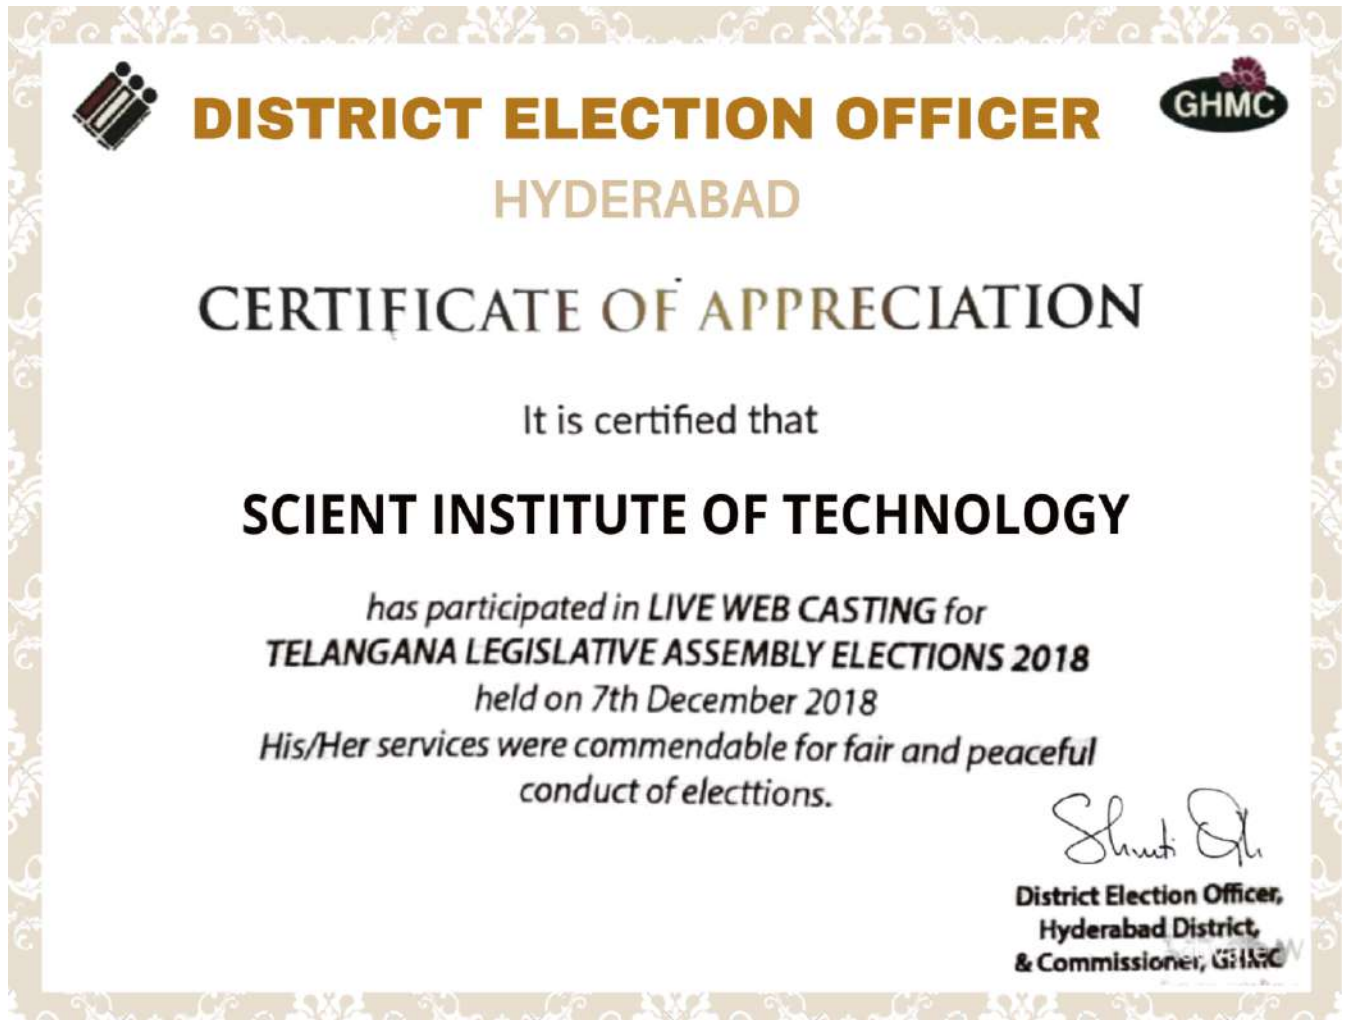 DISTRICT ELECTION OFFICER
GHMC
HYDERABAD
CERTIFICATE OF APPRECIATION
It is certified that
SCIENT INSTITUTE OF TECHNOLOGY
has participated in LIVE WEB CASTING for
TELANGANA LEGISLATIVE ASSEMBLY ELECTIONS 2018
held on 7th December 2018
His/Her services were commendable for fair and peaceful
conduct of electtions.
District Election Officer,
Hyderabad District,
& Commissioner, GHMC